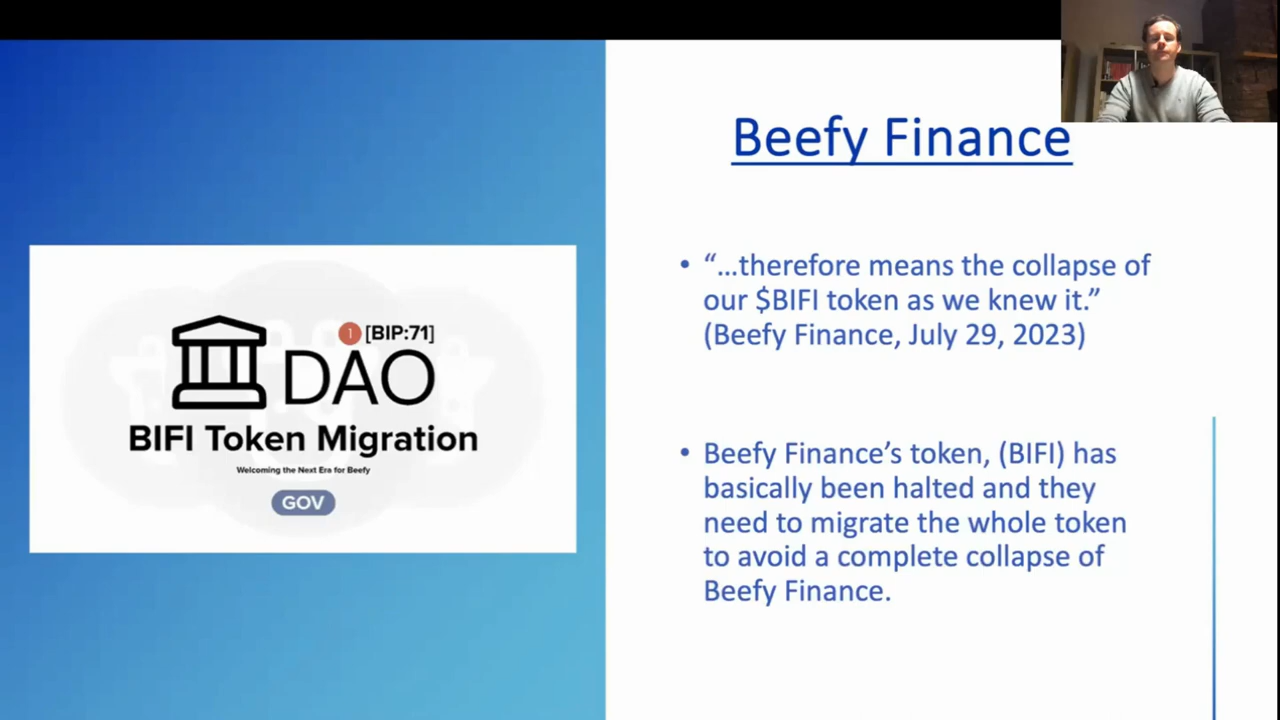 Beefy Finance
• “...therefore means the collapse of
our $BIFI token as we knew it.”
(Beefy Finance, July 29, 2023)
• Beefy Finance’s token, (BIFI) has
basically been halted and they
need to migrate the whole token
to avoid a complete collapse of
Beefy Finance.
1 [BIP:71]
DAO
BIFI Token Migration
Welcoming the Next Era for Beefy
GOV